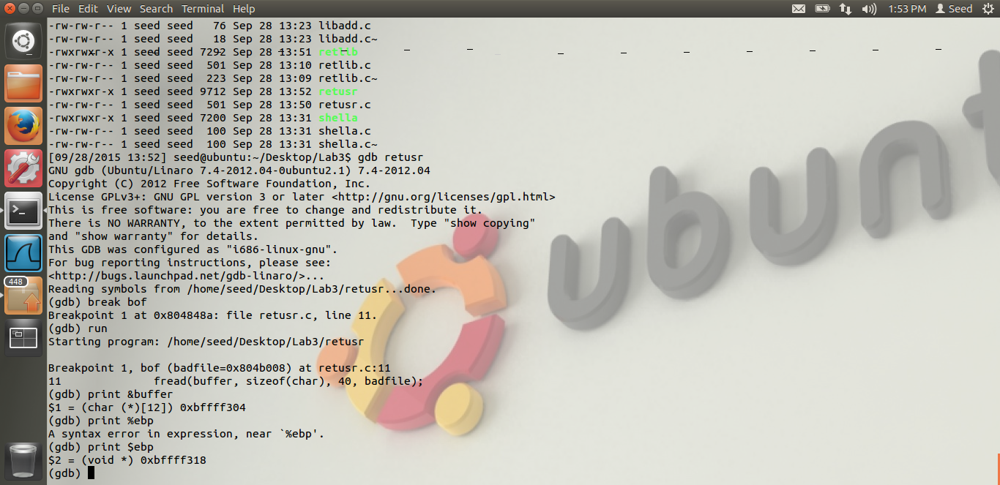 File Edit View Search Terminal Help 1:53 PM Seed
-rw-rw-r-- 1 seed seed   76 Sep 28 13:23 libadd.c
-rw-rw-r-- 1 seed seed   18 Sep 28 13:23 libadd.c~
-rwxrwxr-x 1 seed seed 7292 Sep 28 13:51 retlib
-rw-rw-r-- 1 seed seed  501 Sep 28 13:10 retlib.c
-rw-rw-r-- 1 seed seed  223 Sep 28 13:09 retlib.c~
-rwxrwxr-x 1 seed seed 9712 Sep 28 13:52 retusr
-rw-rw-r-- 1 seed seed  501 Sep 28 13:50 retusr.c
-rwxrwxr-x 1 seed seed 7200 Sep 28 13:31 shella
-rw-rw-r-- 1 seed seed  100 Sep 28 13:31 shella.c
-rw-rw-r-- 1 seed seed  100 Sep 28 13:31 shella.c~
[09/28/2015 13:52] seed@ubuntu:~/Desktop/Lab3$ gdb retusr
GNU gdb (Ubuntu/Linaro 7.4-2012.04-0ubuntu2.1) 7.4-2012.04
Copyright (C) 2012 Free Software Foundation, Inc.
License GPLv3+: GNU GPL version 3 or later <http://gnu.org/licenses/gpl.html>
This is free software: you are free to change and redistribute it.
There is NO WARRANTY, to the extent permitted by law.  Type "show copying"
and "show warranty" for details.
This GDB was configured as "i686-linux-gnu".
For bug reporting instructions, please see:
<http://bugs.launchpad.net/gdb-linaro/>...
Reading symbols from /home/seed/Desktop/Lab3/retusr...done.
(gdb) break bof
Breakpoint 1 at 0x804848a: file retusr.c, line 11.
(gdb) run
Starting program: /home/seed/Desktop/Lab3/retusr
Breakpoint 1, bof (badfile=0x804b008) at retusr.c:11
11              fread(buffer, sizeof(char), 40, badfile);
(gdb) print &buffer
$1 = (char (*)[12]) 0xbffff304
(gdb) print %ebp
A syntax error in expression, near `%ebp'.
(gdb) print $ebp
$2 = (void *) 0xbffff318
(gdb)
448
ubunt